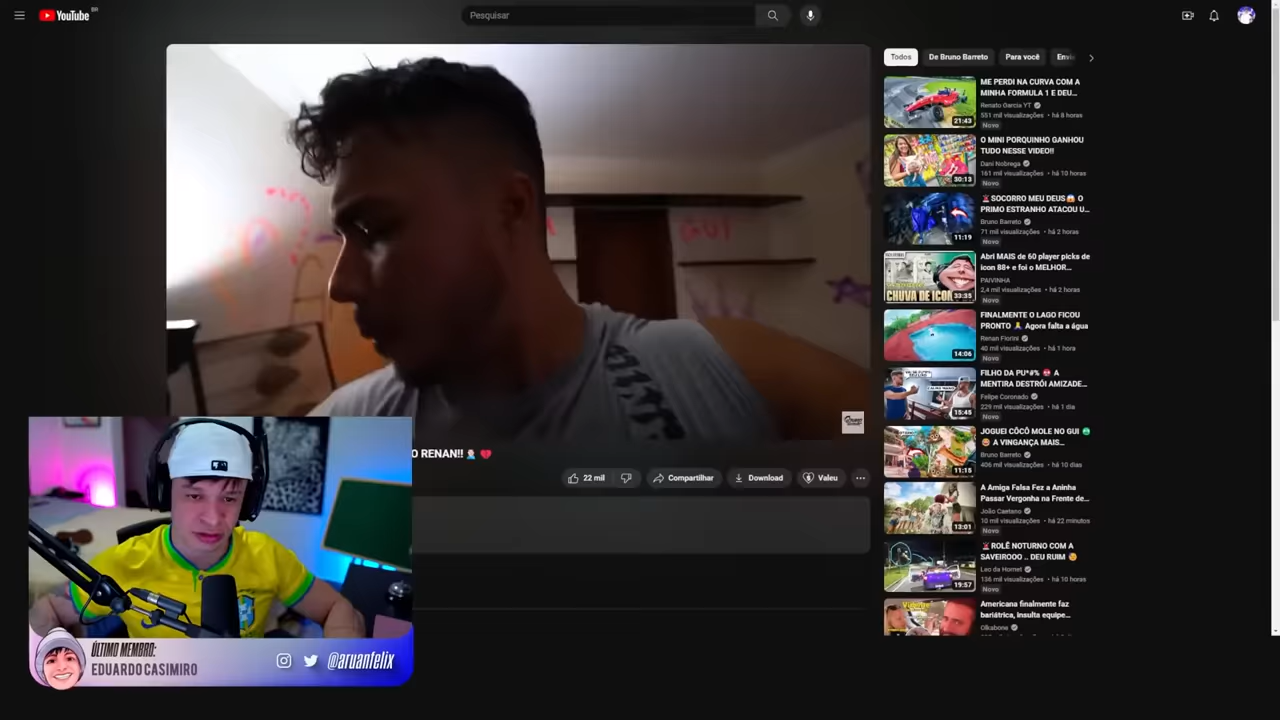 YouTube BR
Pesquisar
Todos
De Bruno Barreto
Para você
GUT
O RENAN!!
22 mil
Compartilhar
Download
Valeu
ÚLTIMO MEMBRO:
EDUARDO CASIMIRO
@aruanfelix
ME PERDI NA CURVA COM A
MINHA FORMULA 1 E DEU...
Renato Garcia YT
551 mil visualizações • há 8 horas
Novo
21:43
O MINI PORQUINHO GANHOU
TUDO NESSE VIDEO!!
Dani Nobrega
161 mil visualizações • há 10 horas
Novo
30:13
🚨SOCORRO MEU DEUS😱 O
PRIMO ESTRANHO ATACOU U...
Bruno Barreto
71 mil visualizações • há 2 horas
Novo
11:19
Abri MAIS de 60 player picks de
icon 88+ e foi o MELHOR...
PAIVINHA
2,4 mil visualizações • há 2 horas
Novo
CHUVA DE ICON
33:35
FINALMENTE O LAGO FICOU
PRONTO Agora falta a água
Renan Fiorini
40 mil visualizações • há 1 hora
Novo
14:06
FILHO DA PU*#% A
MENTIRA DESTRÓI AMIZADE...
Felipe Coronado
229 mil visualizações • há 1 dia
Novo
15:45
JOGUEI CÔCÔ MOLE NO GUI
A VINGANÇA MAIS...
Bruno Barreto
406 mil visualizações • há 10 dias
11:15
A Amiga Falsa Fez a Aninha
Passar Vergonha na Frente de...
João Caetano
10 mil visualizações • há 22 minutos
Novo
13:01
🚨ROLÊ NOTURNO COM A
SAVEIROOO .. DEU RUIM
Leo da Hornet
136 mil visualizações • há 10 horas
Novo
19:57
Americana finalmente faz
bariátrica, insulta equipe...
Olkabone